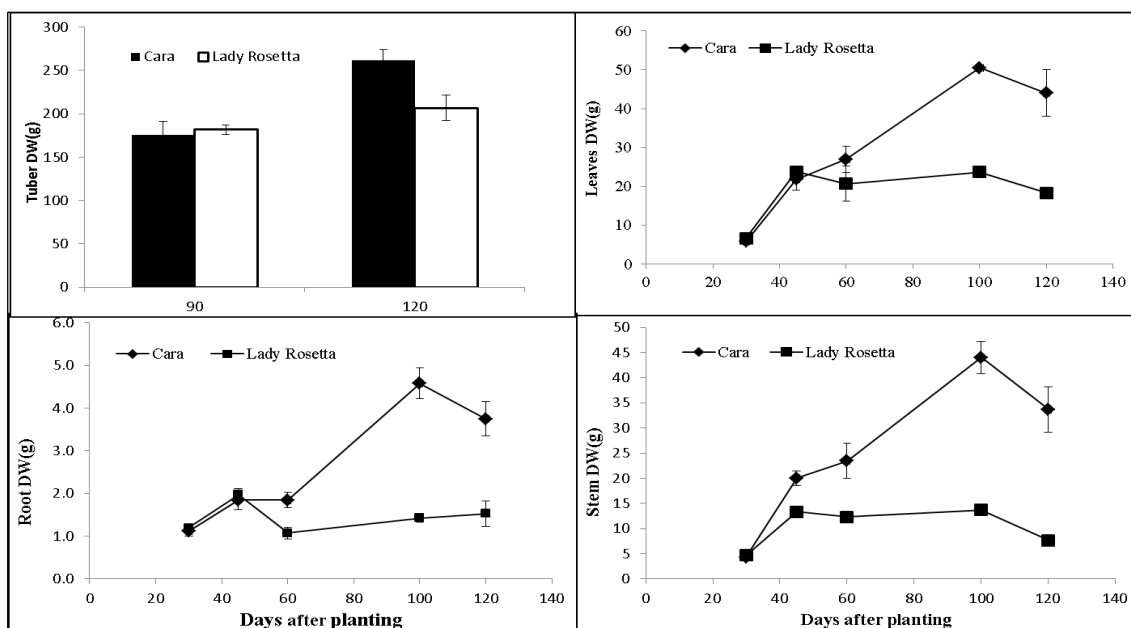 Tuber DW(g)
300
250
200
150
100
50
0
Cara
Lady Rosetta
90
120
Leaves DW(g)
60
50
40
30
20
10
0
Cara
Lady Rosetta
0 20 40 60 80 100 120 140
Root DW(g)
6.0
5.0
4.0
3.0
2.0
1.0
0.0
Cara
Lady Rosetta
0 20 40 60 80 100 120 140
Days after planting
Stem DW(g)
50
45
40
35
30
25
20
15
10
5
0
Cara
Lady Rosetta
0 20 40 60 80 100 120 140
Days after planting